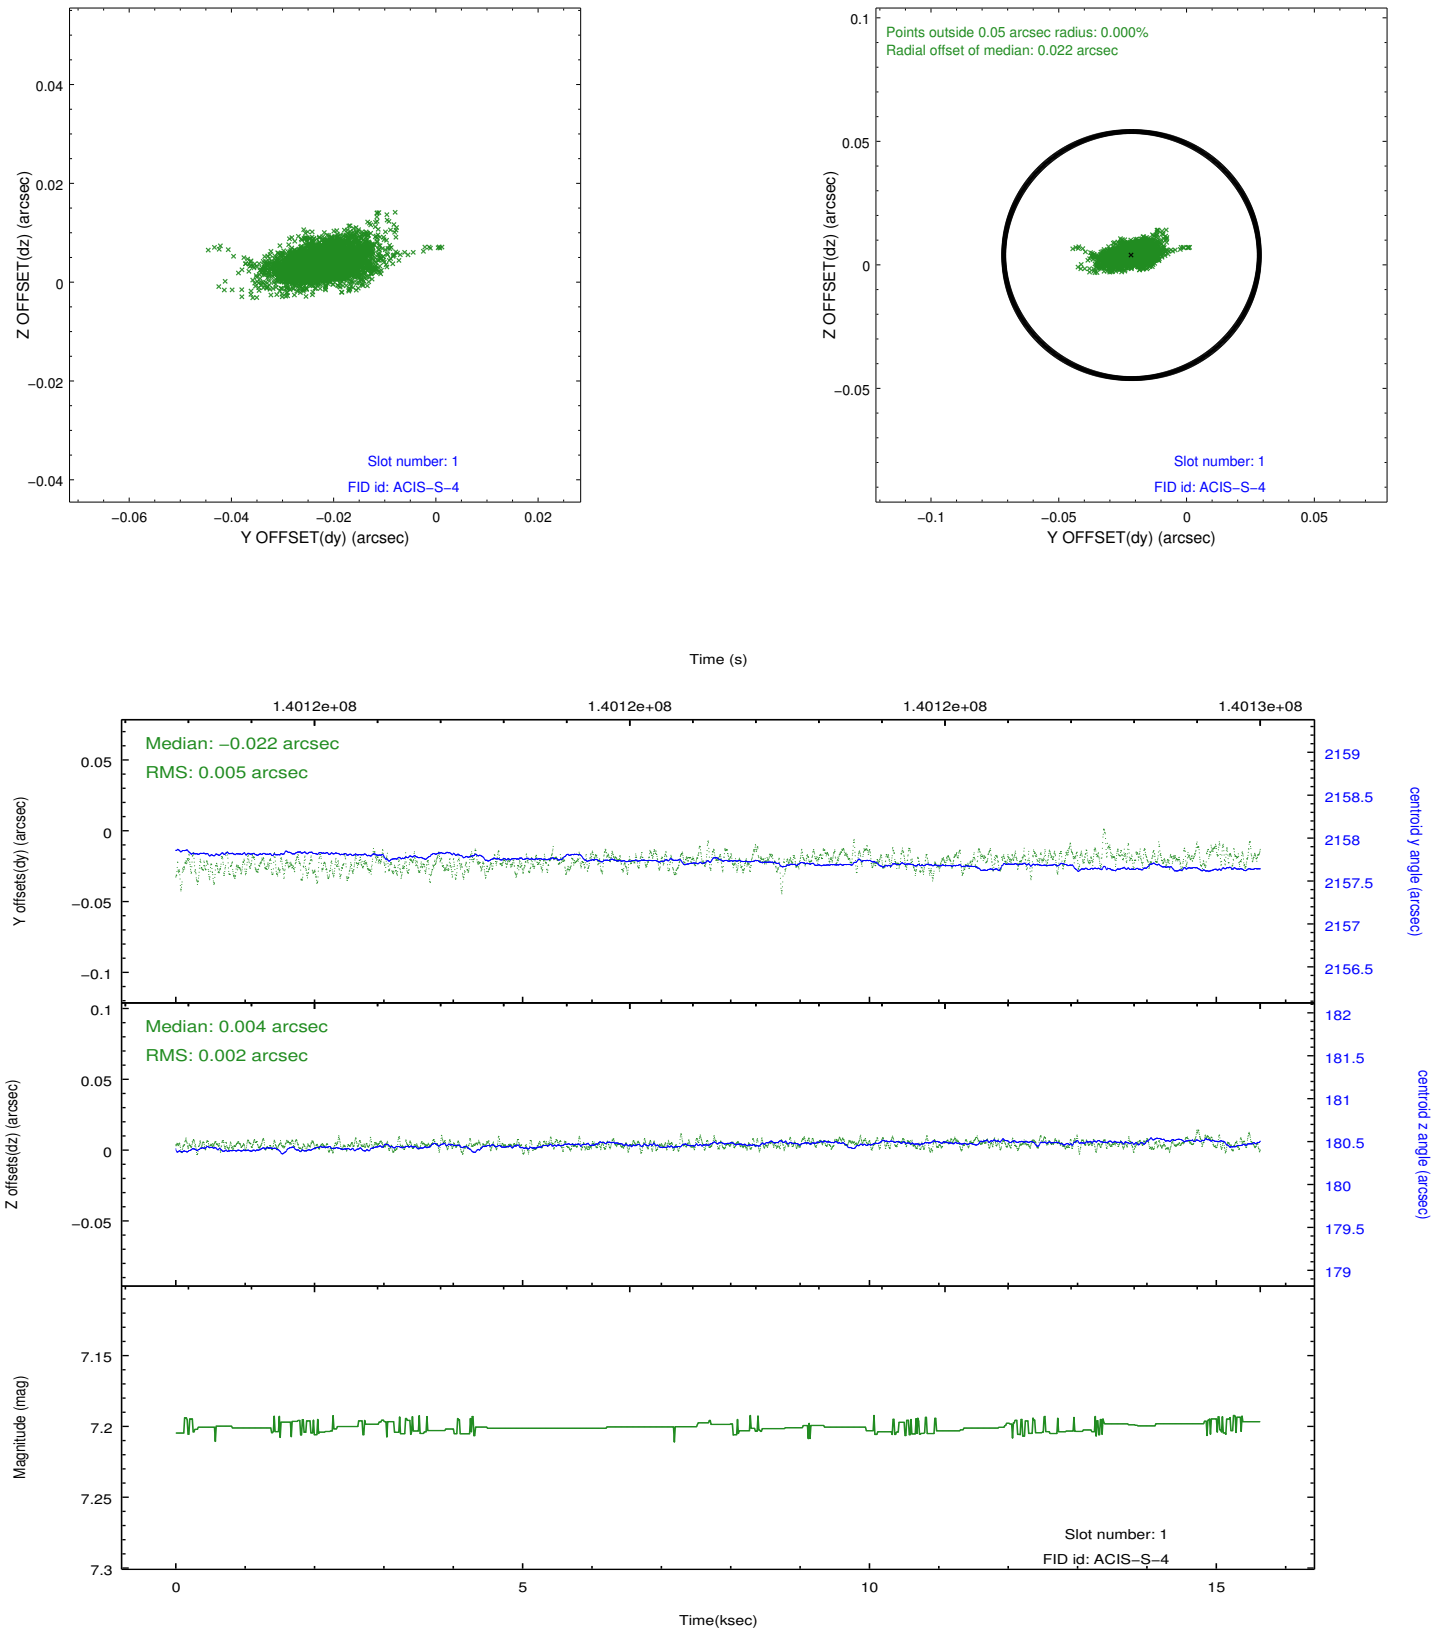 0.04
0.02
0
−0.02
−0.04
Z OFFSET(dz) (arcsec)
Slot number: 1
FID id: ACIS−S−4
−0.06
−0.04
−0.02
0
0.02
Y OFFSET(dy) (arcsec)
Points outside 0.05 arcsec radius: 0.000%
Radial offset of median: 0.022 arcsec
0.1
0.05
0
−0.05
Z OFFSET(dz) (arcsec)
Slot number: 1
FID id: ACIS−S−4
−0.1
−0.05
0
0.05
Y OFFSET(dy) (arcsec)
Time (s)
1.4012e+08
1.4012e+08
1.4012e+08
1.4013e+08
Median: −0.022 arcsec
RMS: 0.005 arcsec
0.05
0
−0.05
−0.1
Y offsets(dy) (arcsec)
2159
2158.5
2158
2157.5
2157
2156.5
centroid y angle (arcsec)
Median: 0.004 arcsec
RMS: 0.002 arcsec
0.1
0.05
0
−0.05
Z offsets(dz) (arcsec)
182
181.5
181
180.5
180
179.5
179
centroid z angle (arcsec)
7.15
7.2
7.25
7.3
Magnitude (mag)
Slot number: 1
FID id: ACIS−S−4
0
5
10
15
Time(ksec)